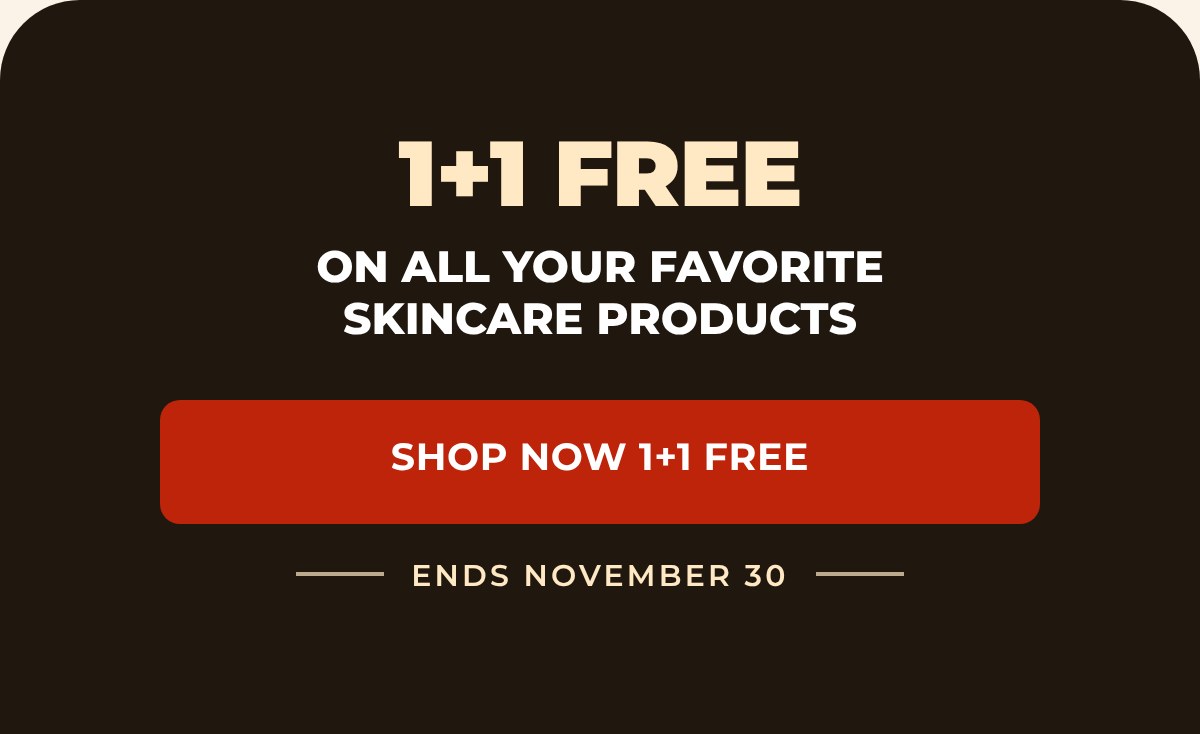 1+1 FREE
ON ALL YOUR FAVORITE
SKINCARE PRODUCTS
SHOP NOW 1+1 FREE
ENDS NOVEMBER 30